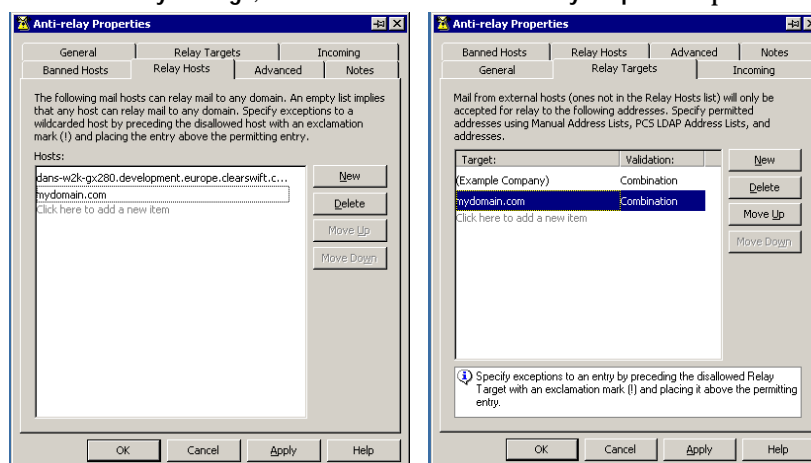 Anti-relay Properties
General Relay Targets Incoming
Banned Hosts Relay Hosts Advanced Notes
The following mail hosts can relay mail to any domain. An empty list implies
that any host can relay mail to any domain. Specify exceptions to a
wildcarded host by preceding the disallowed host with an exclamation
mark (!) and placing the entry above the permitting entry.
Hosts:
dans-w2k-gx280.development.europe.clearswift.c...
mydomain.com
Click here to add a new item
New
Delete
Move Up
Move Down
OK Cancel Apply Help
Anti-relay Properties
Banned Hosts Relay Hosts Advanced Notes
General Relay Targets Incoming
Mail from external hosts (ones not in the Relay Hosts list) will only be
accepted for relay to the following addresses. Specify permitted
addresses using Manual Address Lists, PCS LDAP Address Lists, and
addresses.
Target: Validation:
(Example Company) Combination
mydomain.com Combination
Click here to add a new item
New
Delete
Move Up
Move Down
Specify exceptions to an entry by preceding the disallowed Relay
Target with an exclamation mark (!) and placing it above the permitting
entry.
OK Cancel Apply Help